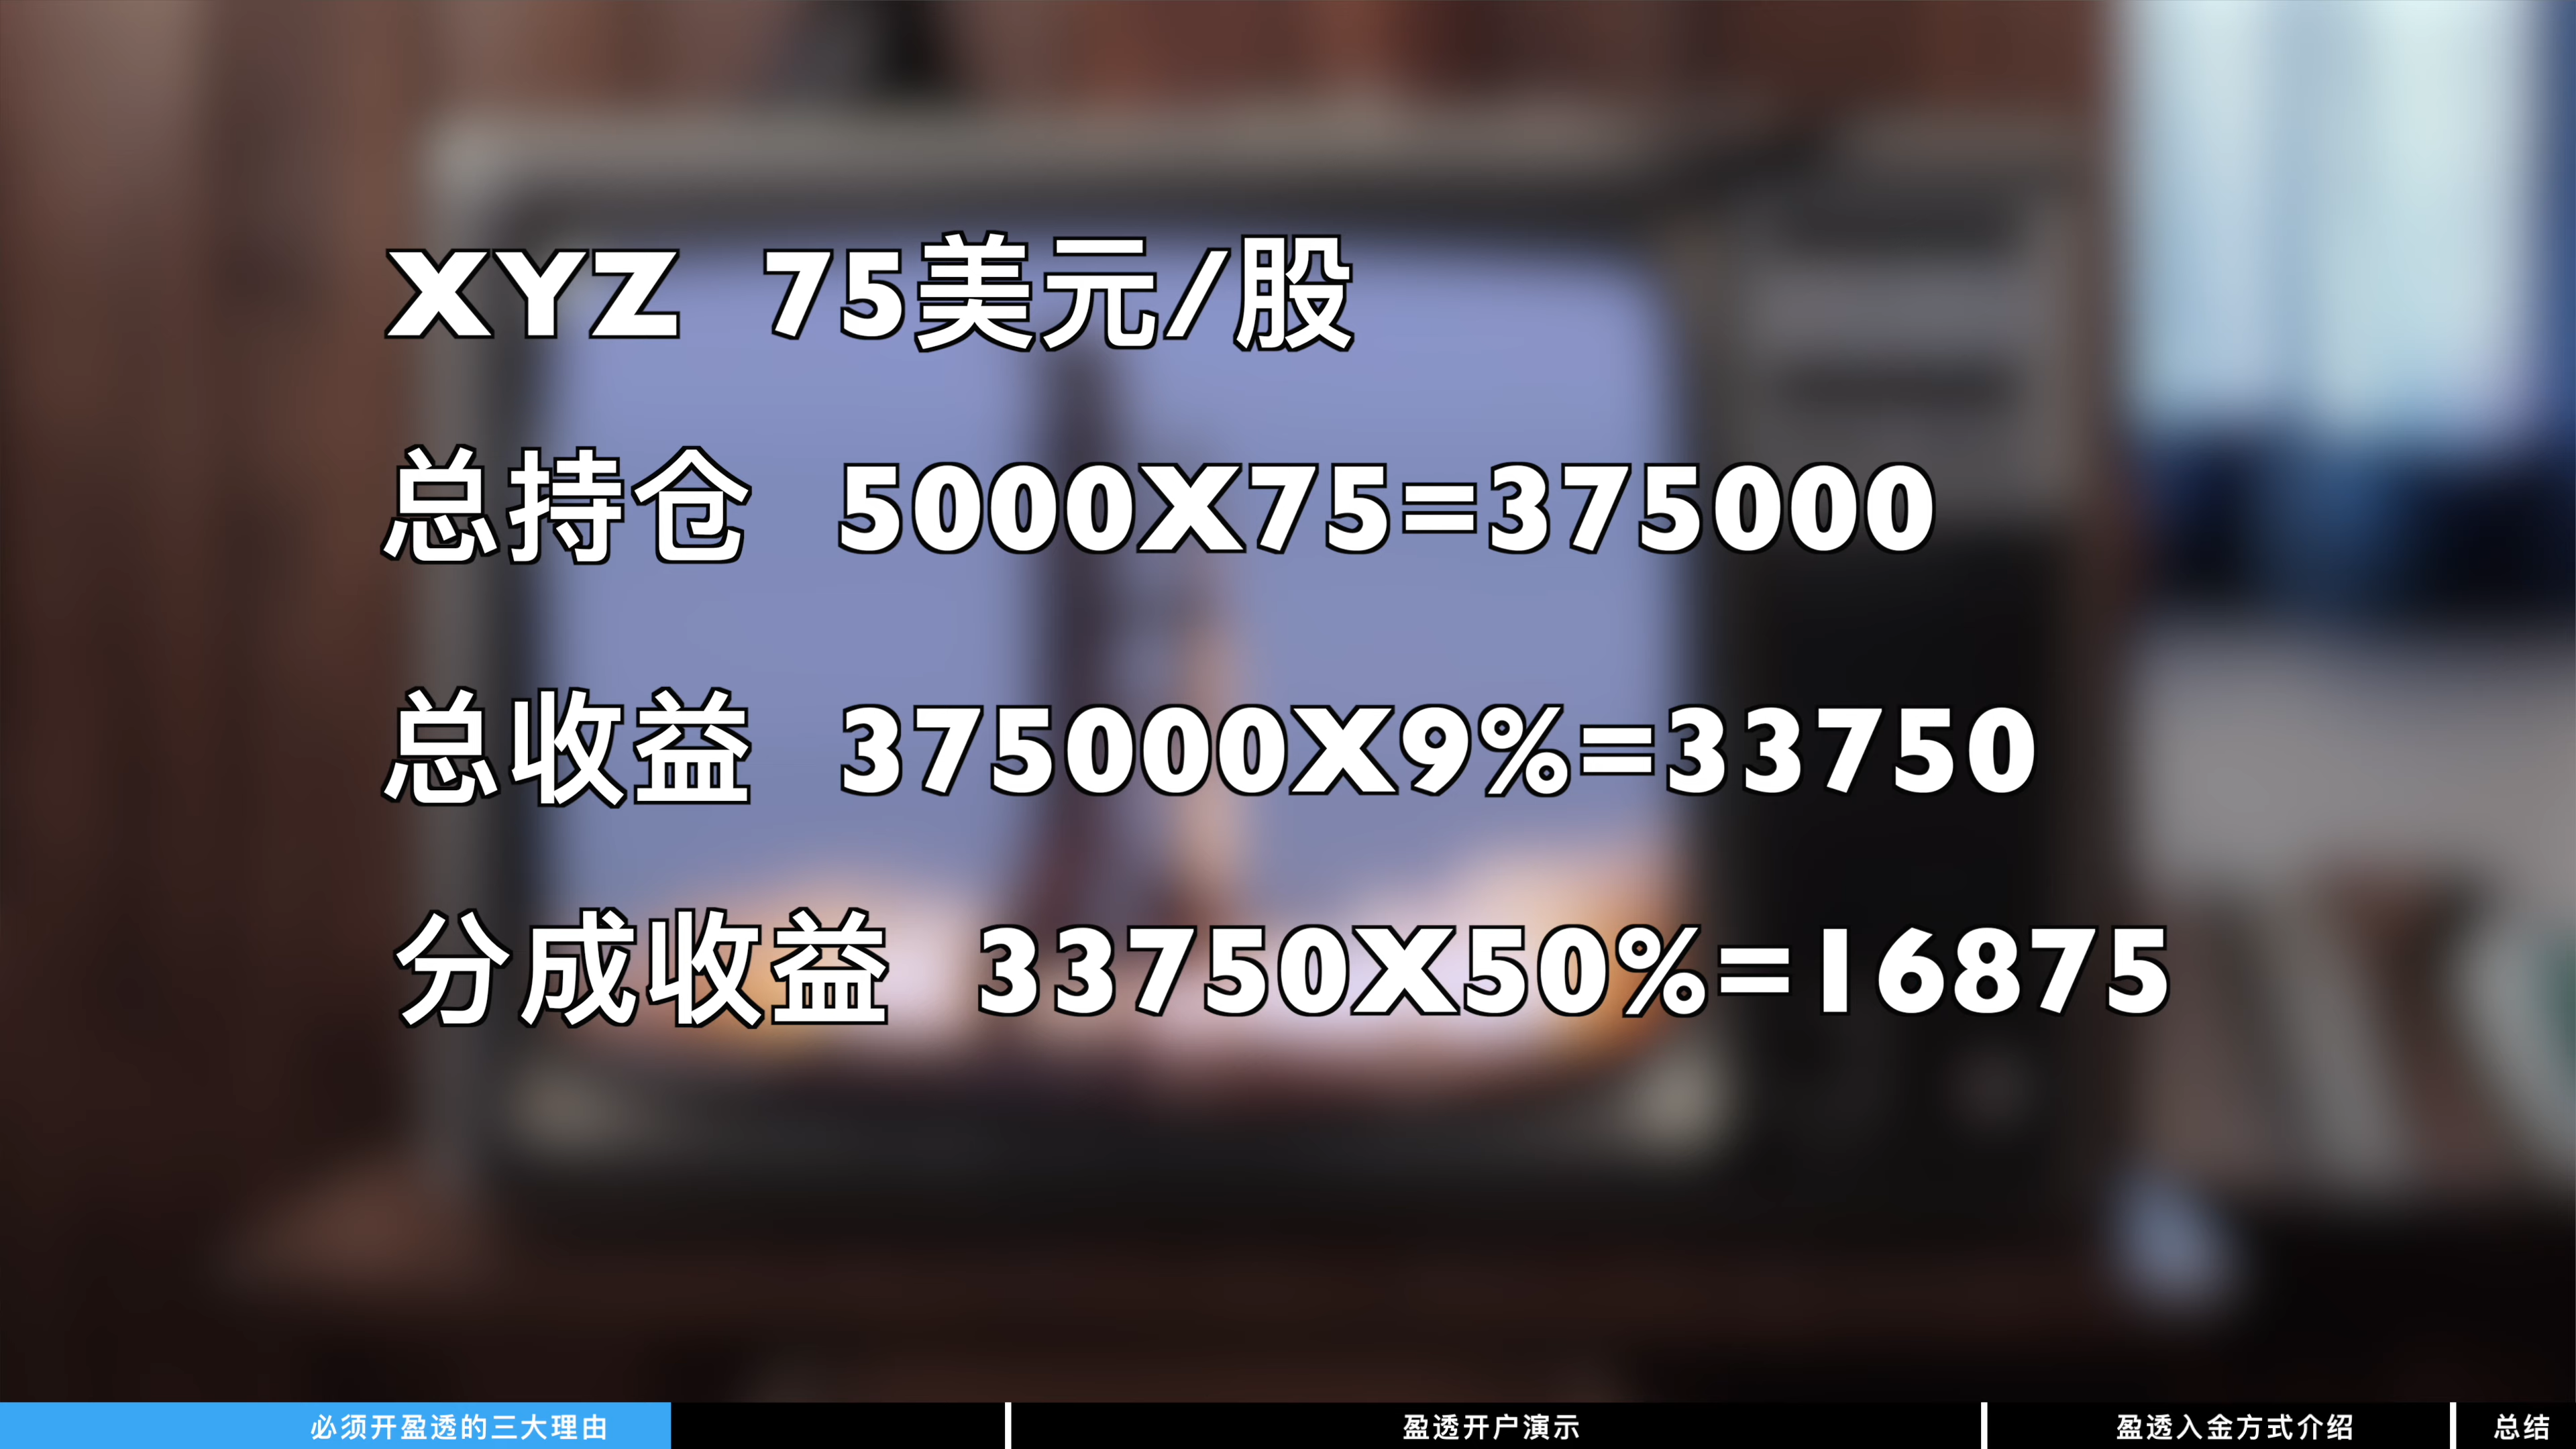 XYZ 75美元/股
总持仓 5000X75=375000
总收益 375000X9%=33750
分成收益 33750X50%=16875
必须开盈透的三大理由
盈透开户演示
盈透入金方式介绍
总结